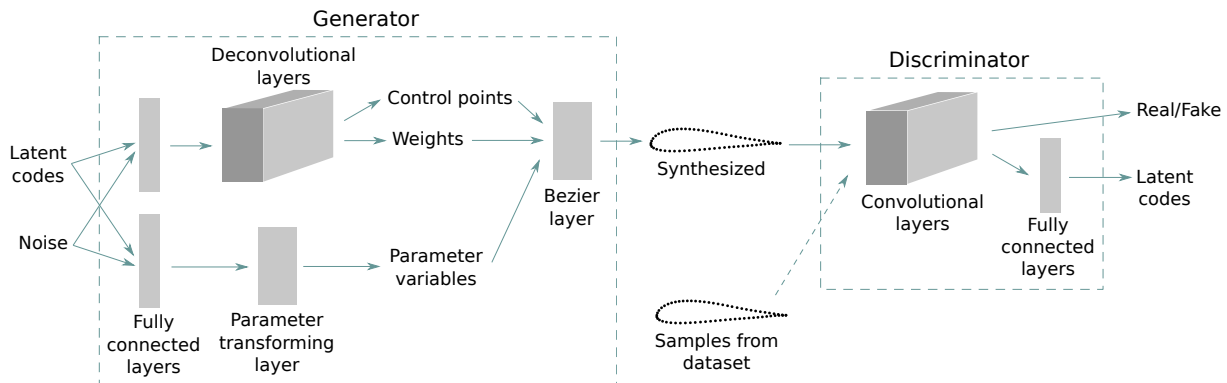 Generator
Deconvolutional
layers
Control points
Weights
Latent
codes
Noise
Fully
connected
layers
Parameter
transforming
layer
Parameter
variables
Bezier
layer
Synthesized
Samples from
dataset
Discriminator
Convolutional
layers
Fully
connected
layers
Real/Fake
Latent
codes